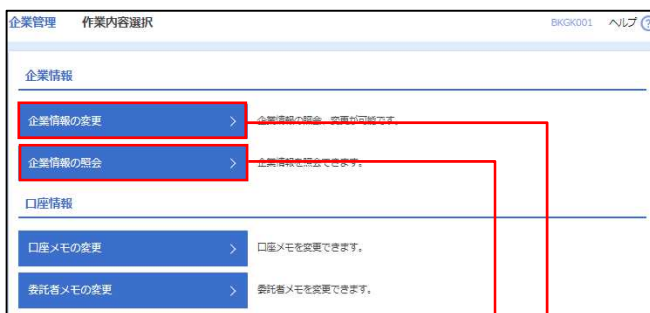 企業管理 作業内容選択 BKGK001 ヘルプ ?
企業情報
企業情報の変更 企業情報の照会、変更が可能です。
企業情報の照会 企業情報を照会できます。
口座情報
口座メモの変更 口座メモを変更できます。
委託者メモの変更 委託者メモを変更できます。